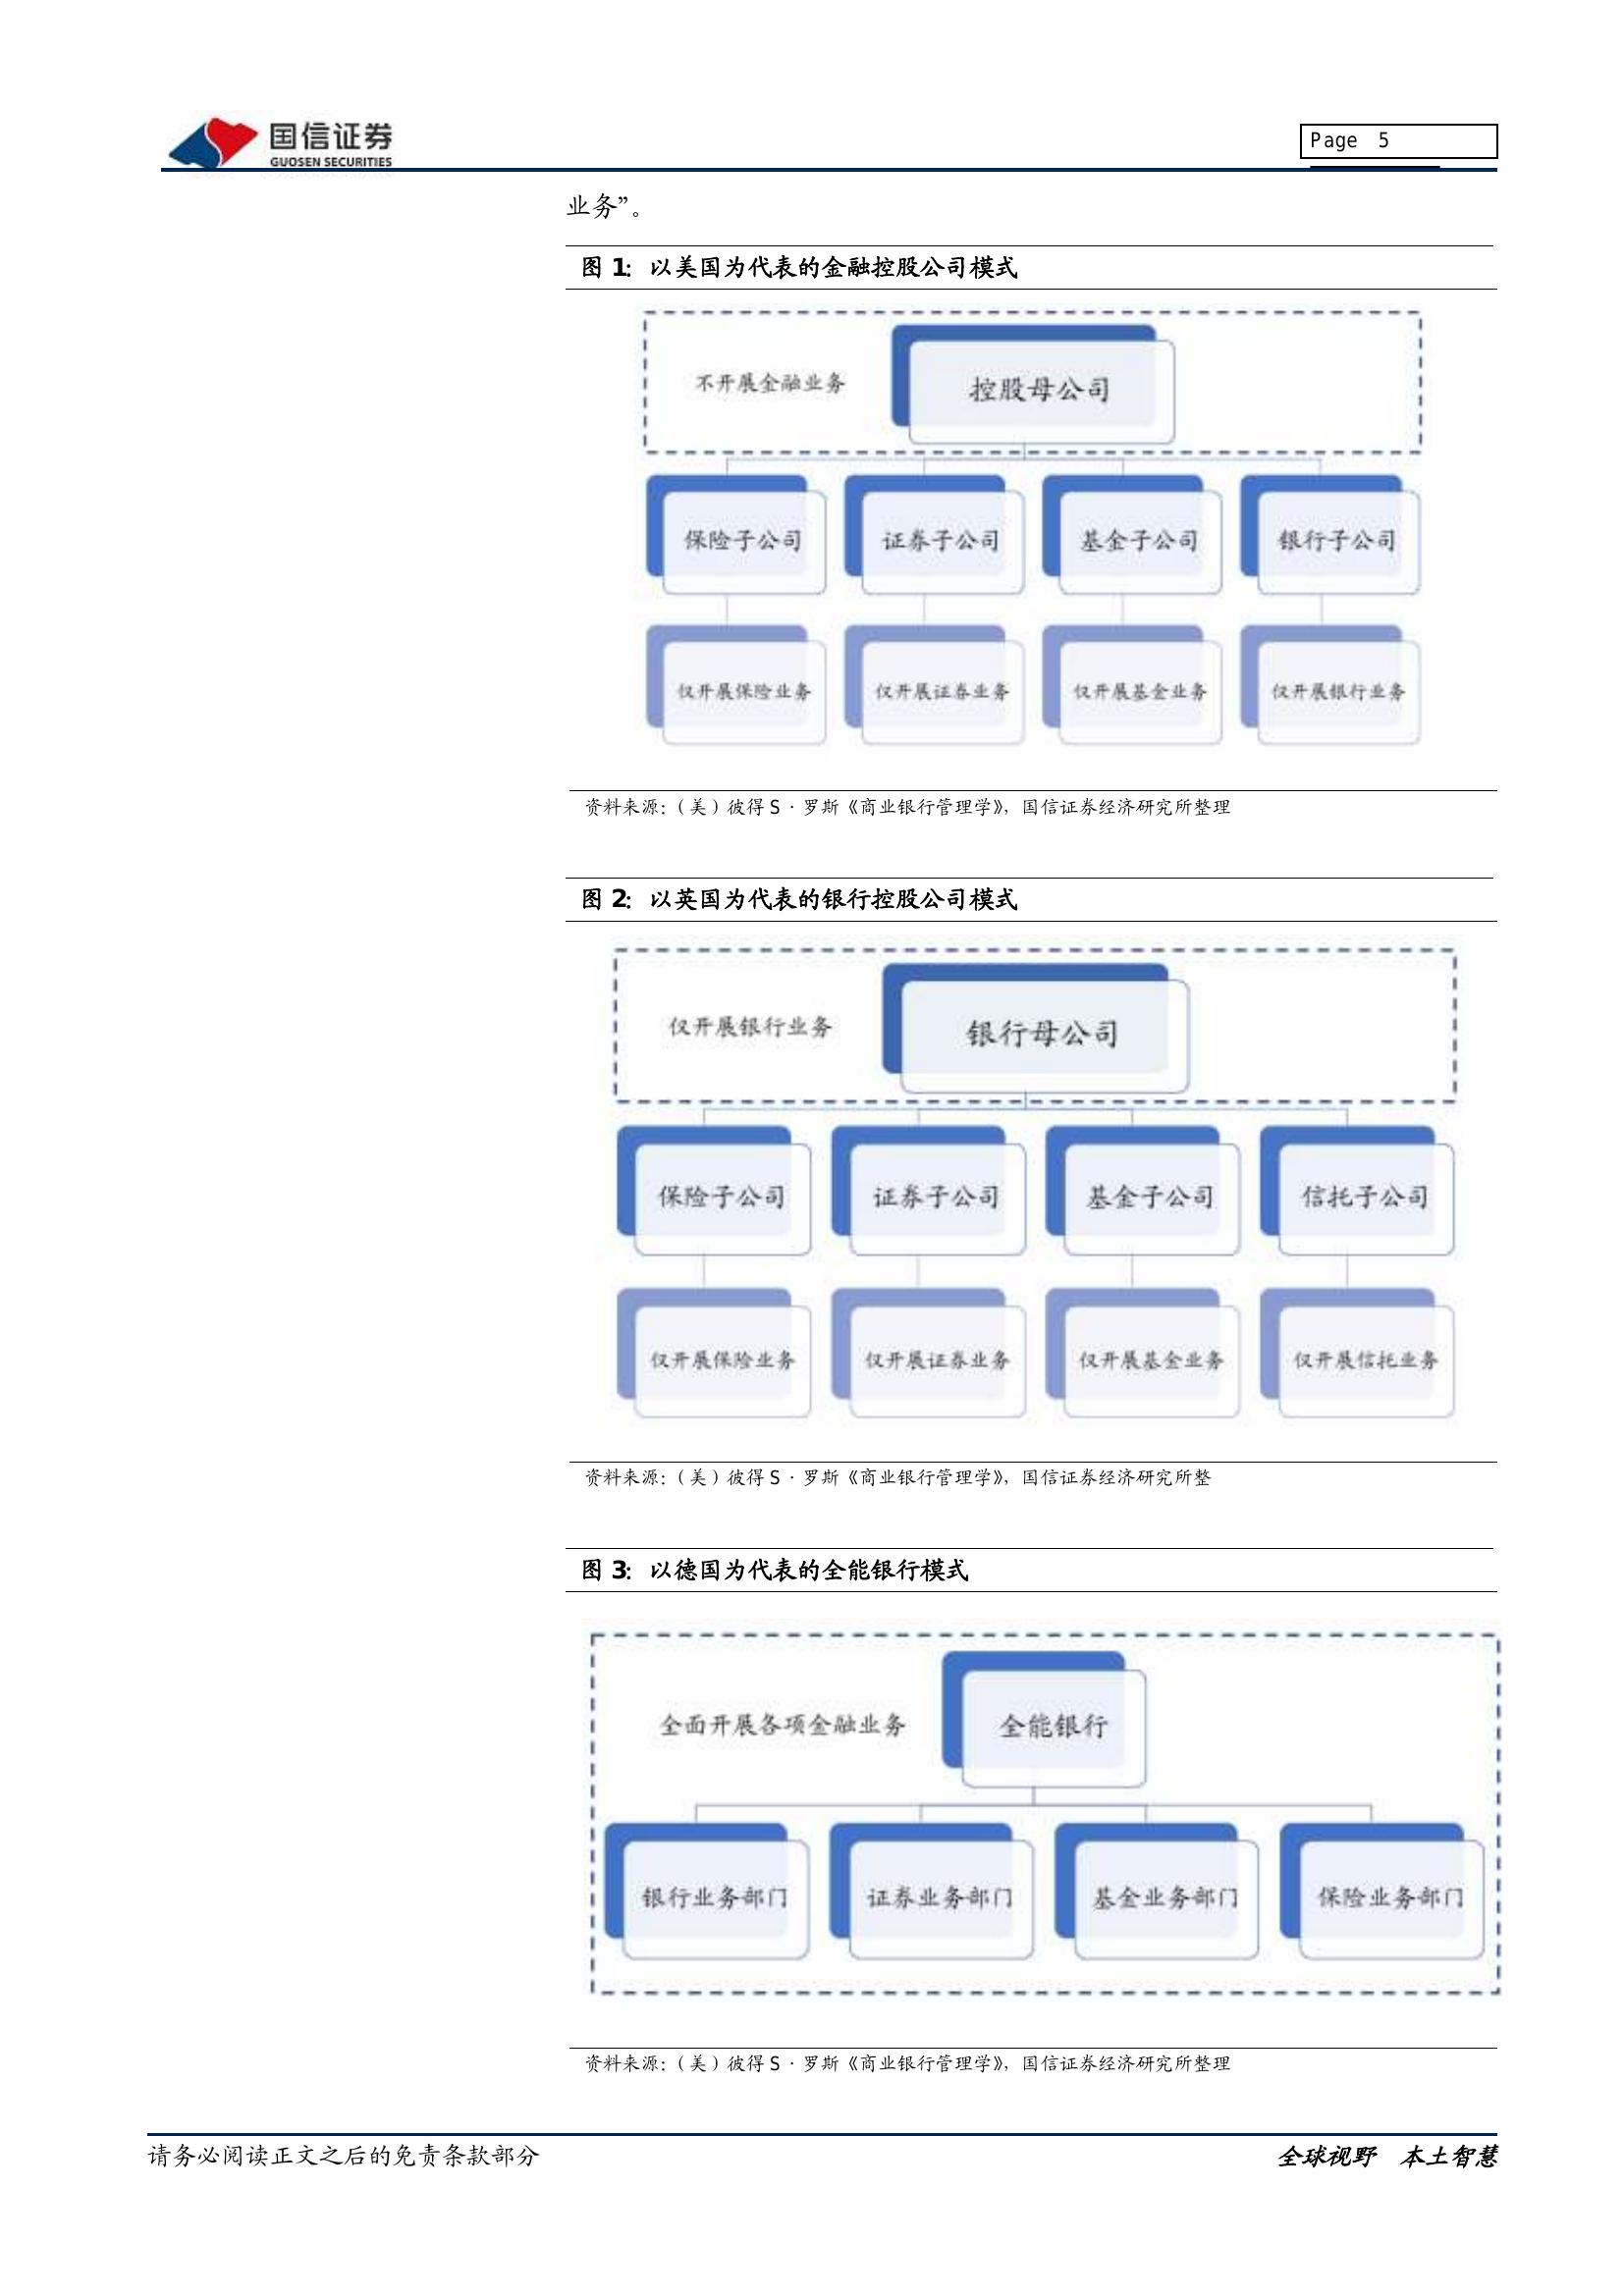 国信证券
GUOSEN SECURITIES
Page 5
业务”。
图 1: 以美国为代表的金融控股公司模式
不开展金融业务
控股母公司
保险子公司 证券子公司 基金子公司 银行子公司
仅开展保险业务 仅开展证券业务 仅开展基金业务 仅开展银行业务
资料来源:（美）彼得 S·罗斯《商业银行管理学》，国信证券经济研究所整理
图 2: 以英国为代表的银行控股公司模式
仅开展银行业务
银行母公司
保险子公司 证券子公司 基金子公司 信托子公司
仅开展保险业务 仅开展证券业务 仅开展基金业务 仅开展信托业务
资料来源:（美）彼得 S·罗斯《商业银行管理学》，国信证券经济研究所整
图 3: 以德国为代表的全能银行模式
全面开展各项金融业务
全能银行
银行业务部门 证券业务部门 基金业务部门 保险业务部门
资料来源:（美）彼得 S·罗斯《商业银行管理学》，国信证券经济研究所整理
请务必阅读正文之后的免责条款部分
全球视野 本土智慧